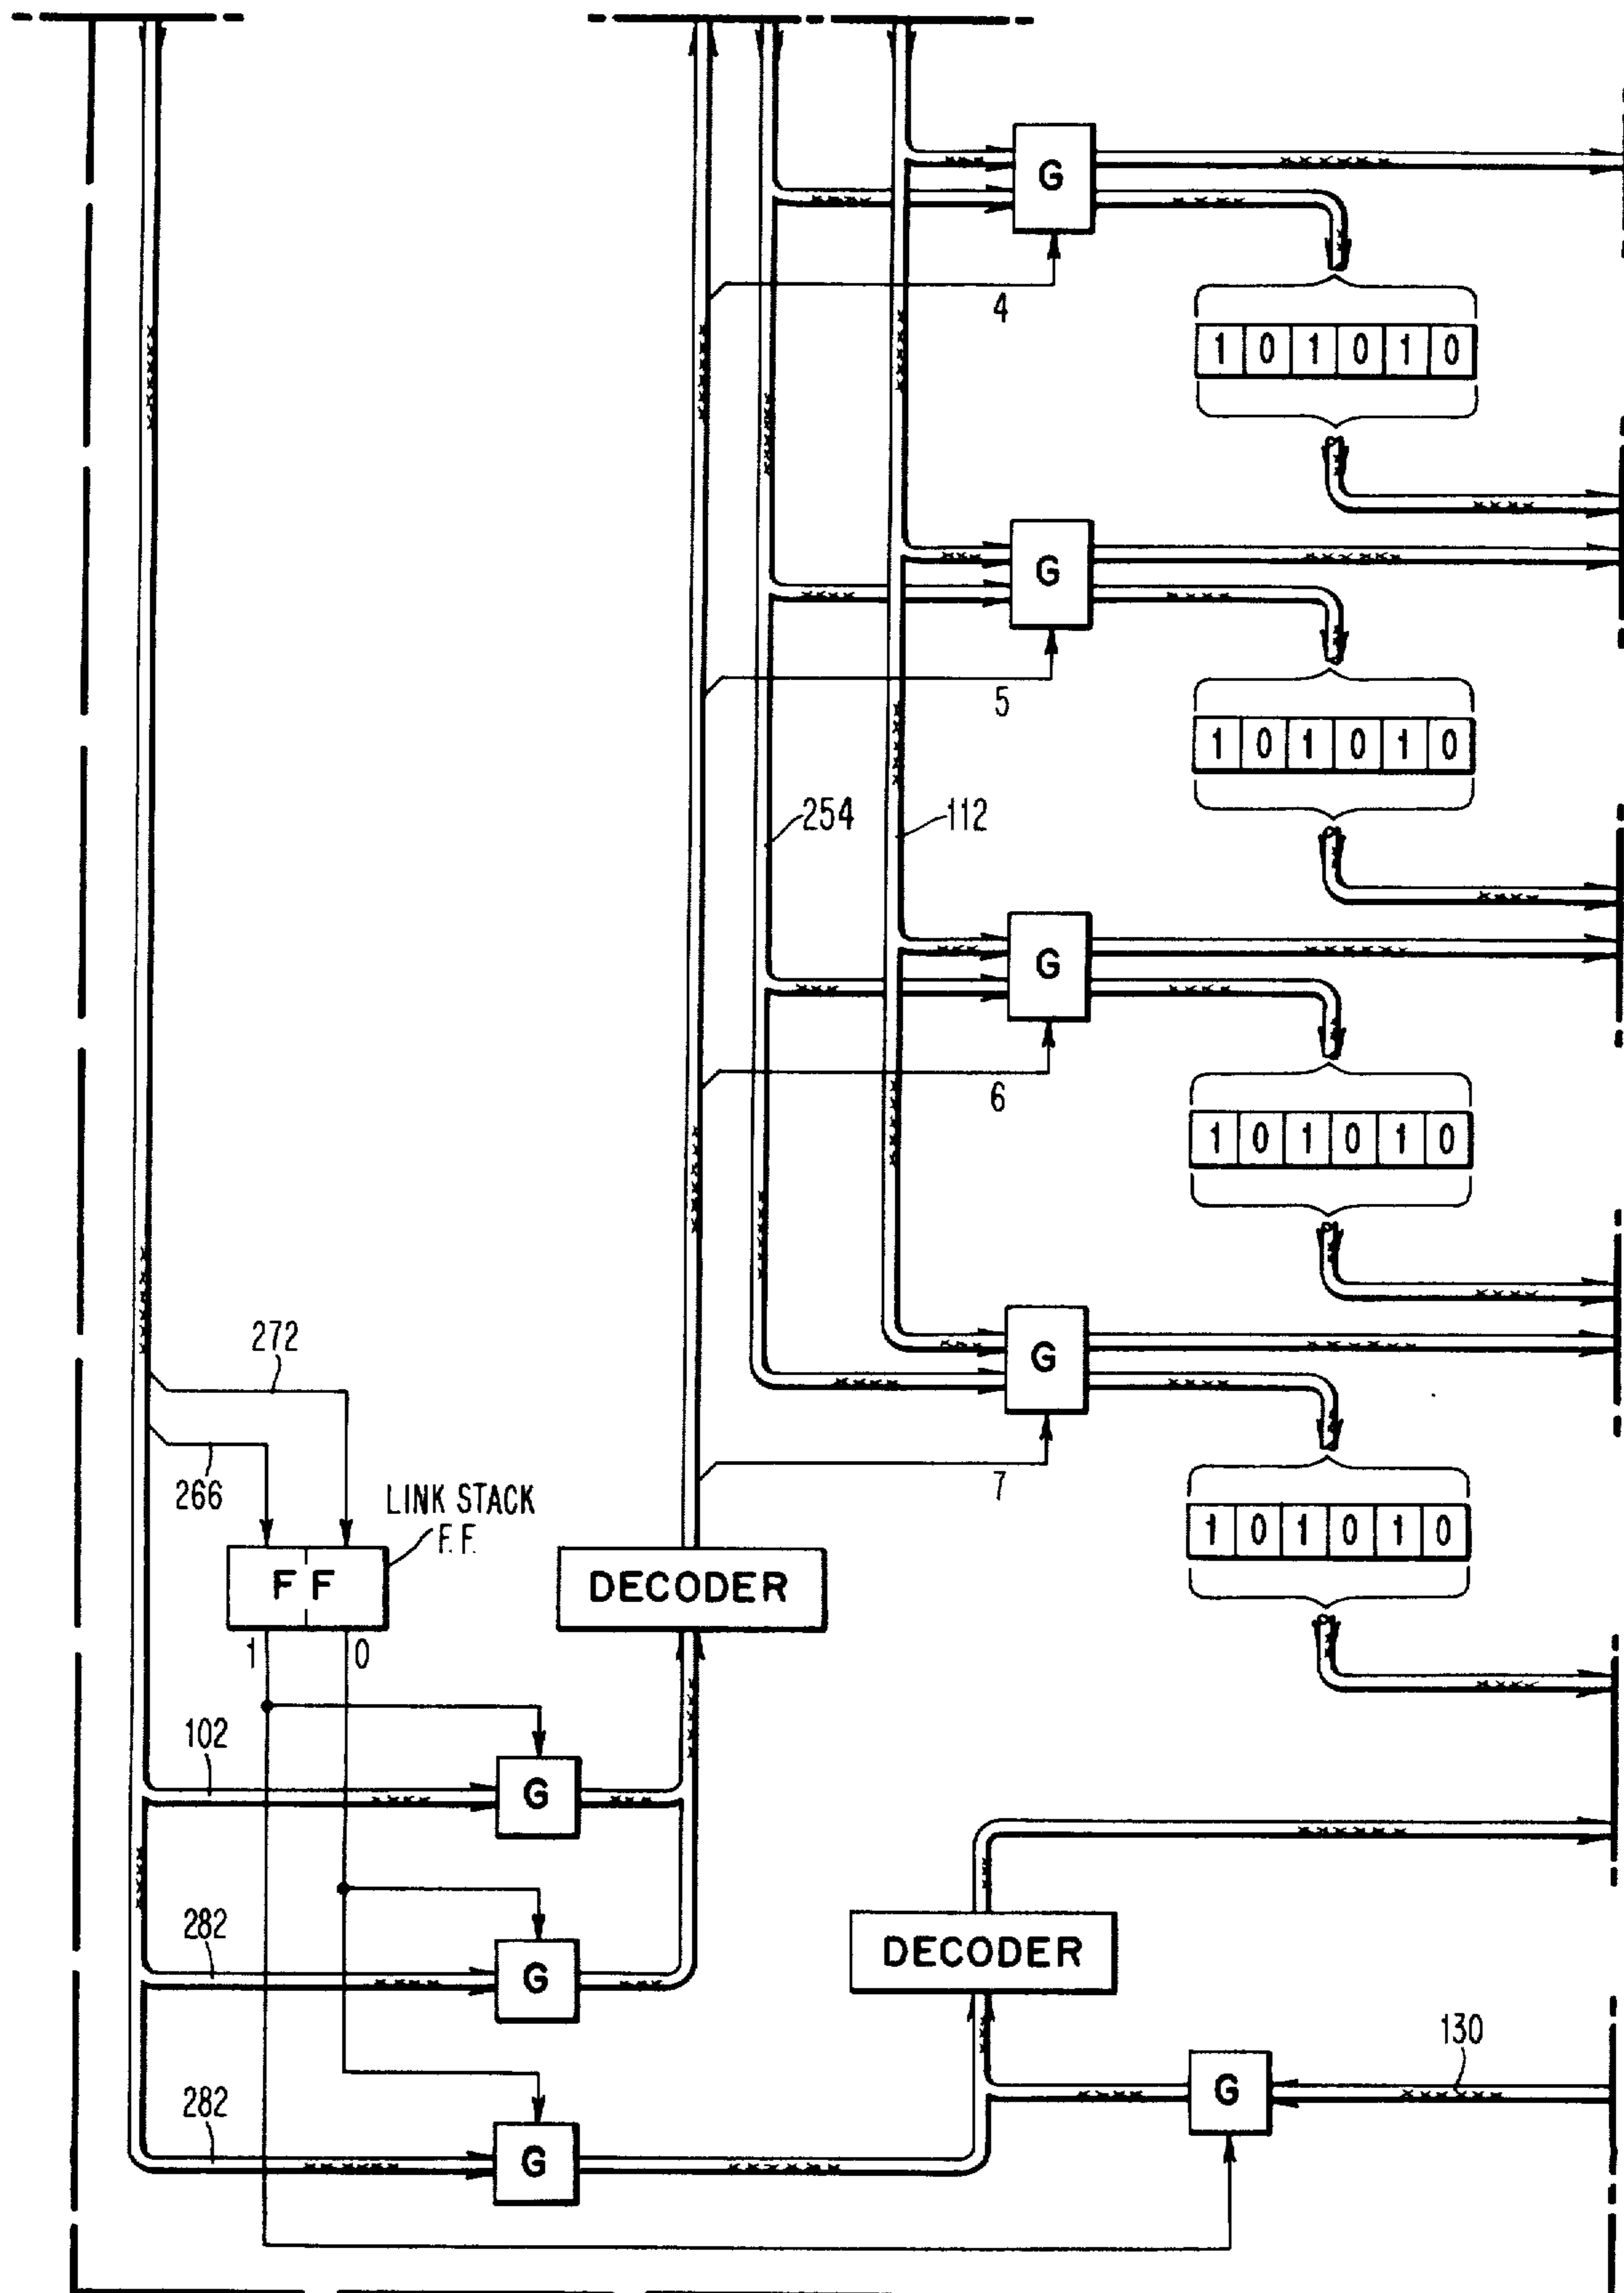 G
4
1 0 1 0 1 0
G
5
1 0 1 0 1 0
254
112
G
6
1 0 1 0 1 0
272
G
266
7
LINK STACK
F.F.
1 0 1 0 1 0
F F
DECODER
1
0
102
G
282
G
DECODER
130
G
282
G